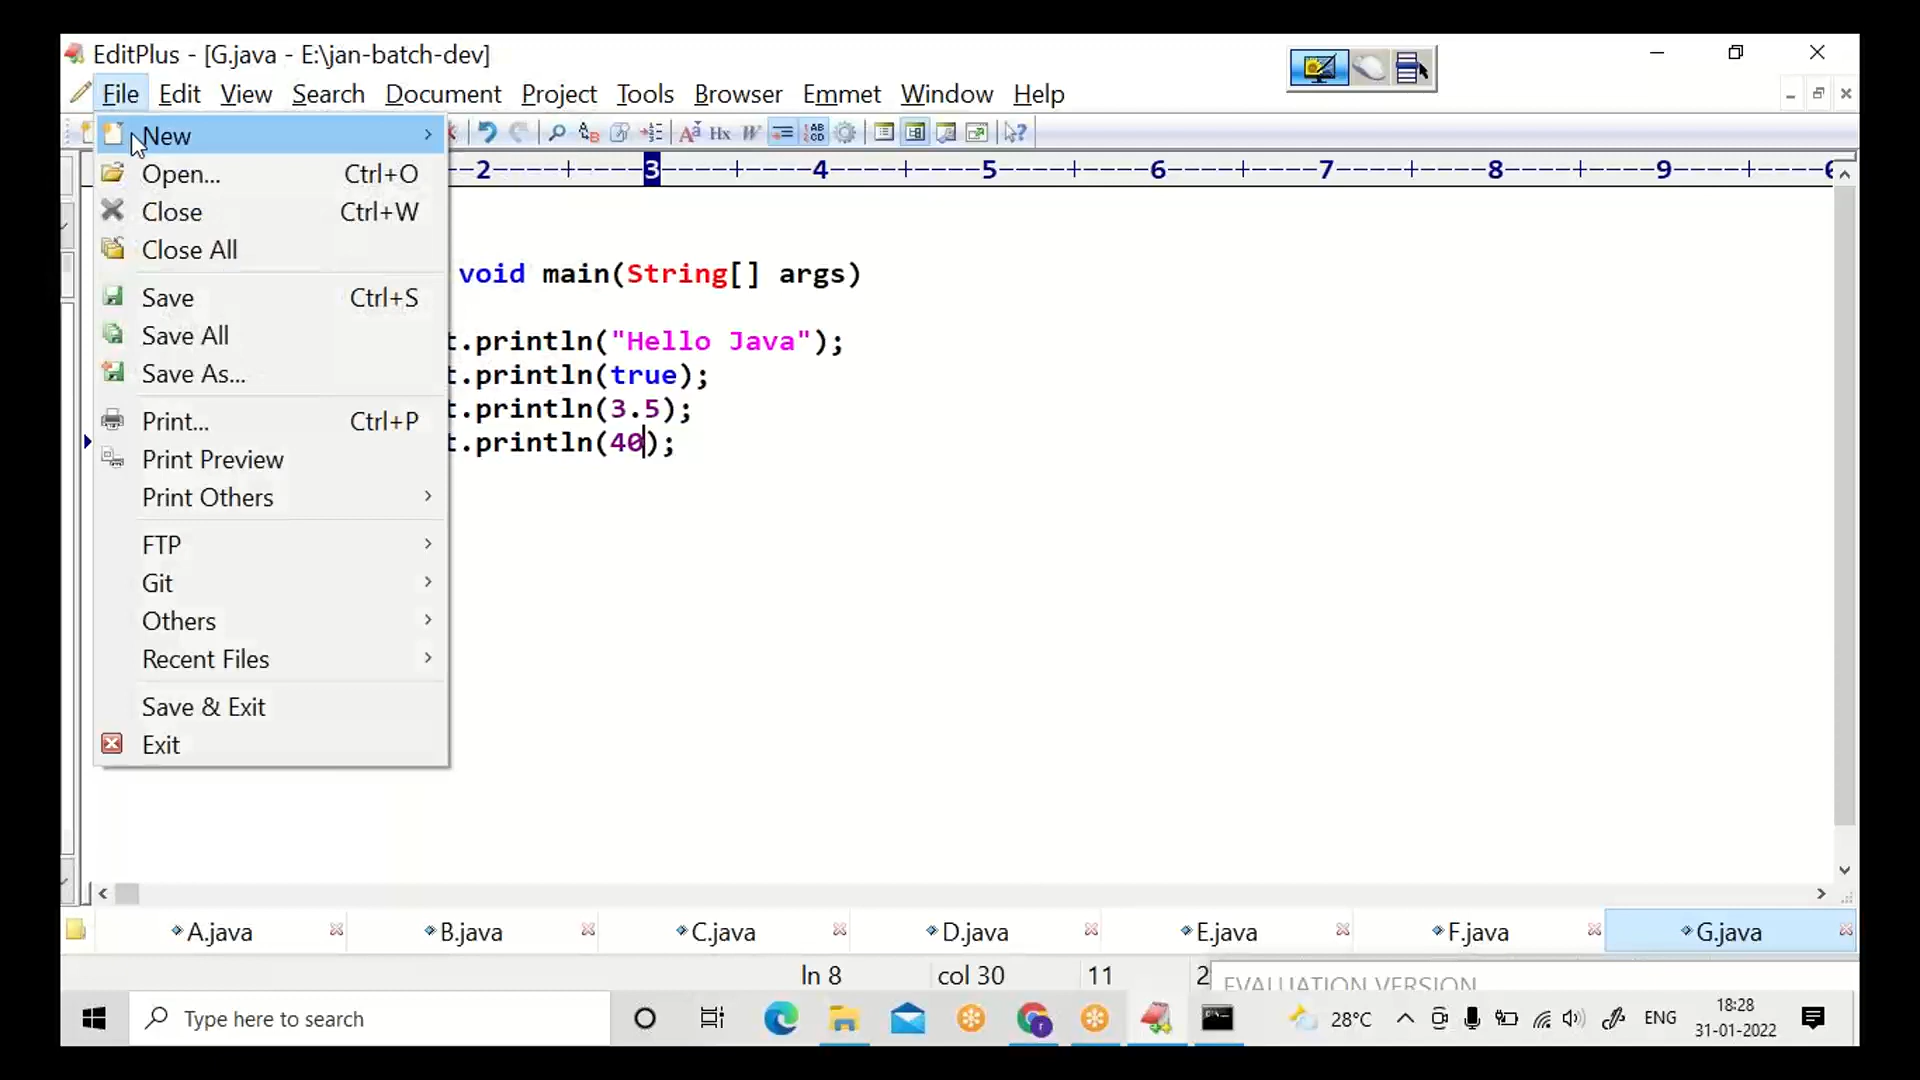 EditPlus - [G.java - E:\jan-batch-dev]
File Edit View Search Document Project Tools Browser Emmet Window Help
New
Open... Ctrl+O
Close Ctrl+W
Close All
Save Ctrl+S
Save All
Save As...
Print... Ctrl+P
Print Preview
Print Others
FTP
Git
Others
Recent Files
Save & Exit
Exit
--2----+----3----+----4----+----5----+----6----+----7----+----8----+----9----+----6
void main(String[] args)
t.println("Hello Java");
t.println(true);
t.println(3.5);
t.println(40);
A.java B.java C.java D.java E.java F.java G.java
ln 8 col 30 11 2
EVALUATION VERSION
Type here to search
28°C ENG 18:28
31-01-2022